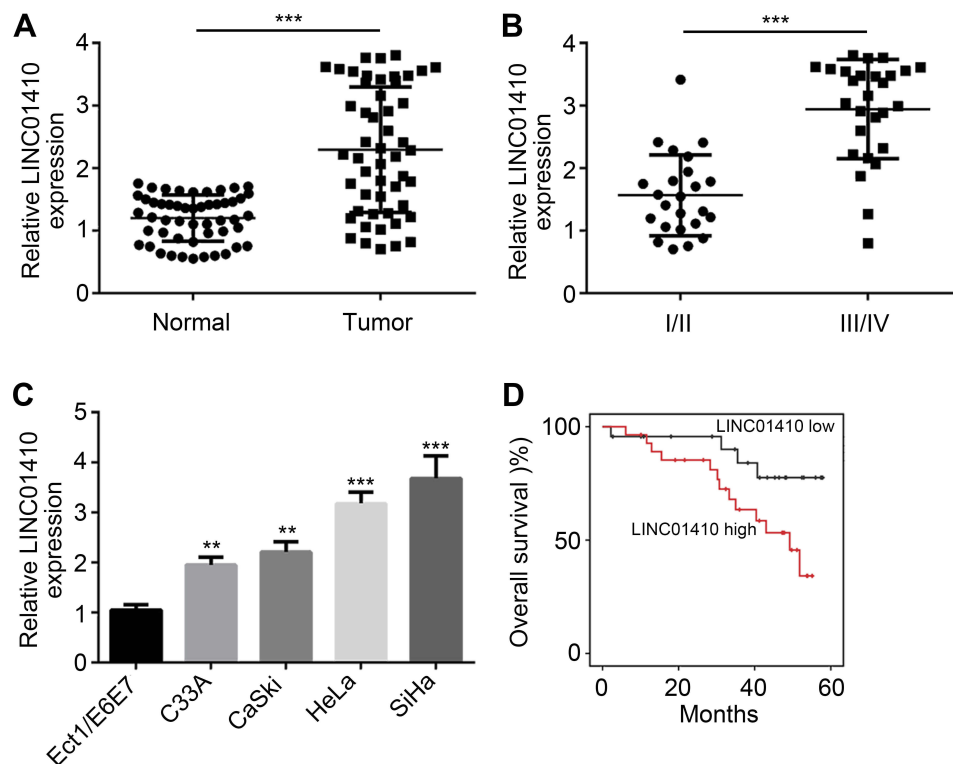 A
Relative LINC01410
expression
4
3
2
1
0
***
Normal
Tumor
B
Relative LINC01410
expression
4
3
2
1
0
***
I/II
III/IV
C
Relative LINC01410
expression
5
4
3
2
1
0
**
**
***
***
Ect1/E6E7
C33A
CaSki
HeLa
SiHa
D
Overall survival )%)
100
50
0
LINC01410 low
LINC01410 high
0
20
40
60
Months